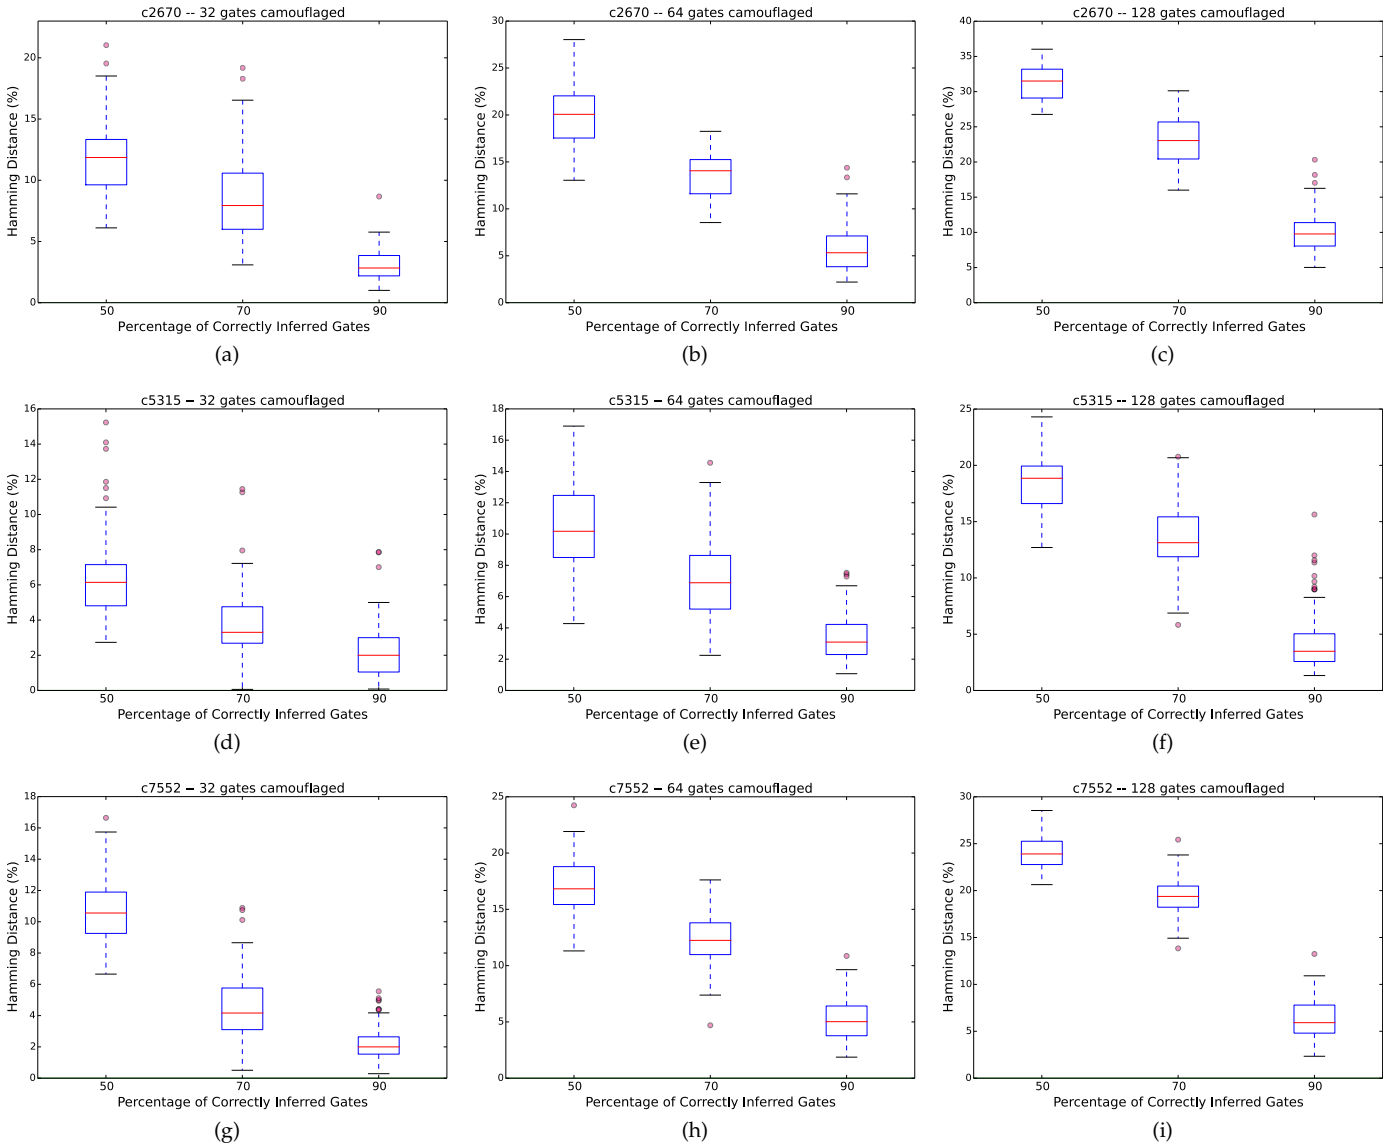 c2670 -- 32 gates camouflaged
c2670 -- 64 gates camouflaged
c2670 -- 128 gates camouflaged
Hamming Distance (%)
20
15
10
5
0
50 70 90
Percentage of Correctly Inferred Gates
(a)
Hamming Distance (%)
30
25
20
15
10
5
0
50 70 90
Percentage of Correctly Inferred Gates
(b)
Hamming Distance (%)
40
35
30
25
20
15
10
5
0
50 70 90
Percentage of Correctly Inferred Gates
(c)
c5315 – 32 gates camouflaged
c5315 – 64 gates camouflaged
c5315 -- 128 gates camouflaged
Hamming Distance (%)
16
14
12
10
8
6
4
2
0
50 70 90
Percentage of Correctly Inferred Gates
(d)
Hamming Distance (%)
18
16
14
12
10
8
6
4
2
0
50 70 90
Percentage of Correctly Inferred Gates
(e)
Hamming Distance (%)
25
20
15
10
5
0
50 70 90
Percentage of Correctly Inferred Gates
(f)
c7552 – 32 gates camouflaged
c7552 – 64 gates camouflaged
c7552 -- 128 gates camouflaged
Hamming Distance (%)
18
16
14
12
10
8
6
4
2
0
50 70 90
Percentage of Correctly Inferred Gates
(g)
Hamming Distance (%)
25
20
15
10
5
0
50 70 90
Percentage of Correctly Inferred Gates
(h)
Hamming Distance (%)
30
25
20
15
10
5
0
50 70 90
Percentage of Correctly Inferred Gates
(i)